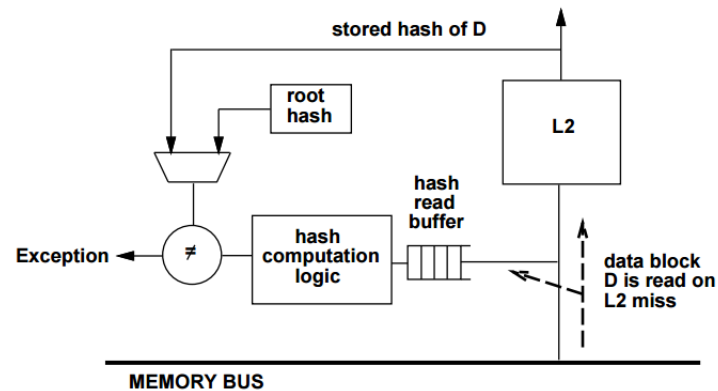 stored hash of D
root
hash
L2
hash
read
buffer
Exception
≠
hash
computation
logic
data block
D is read on
L2 miss
MEMORY BUS